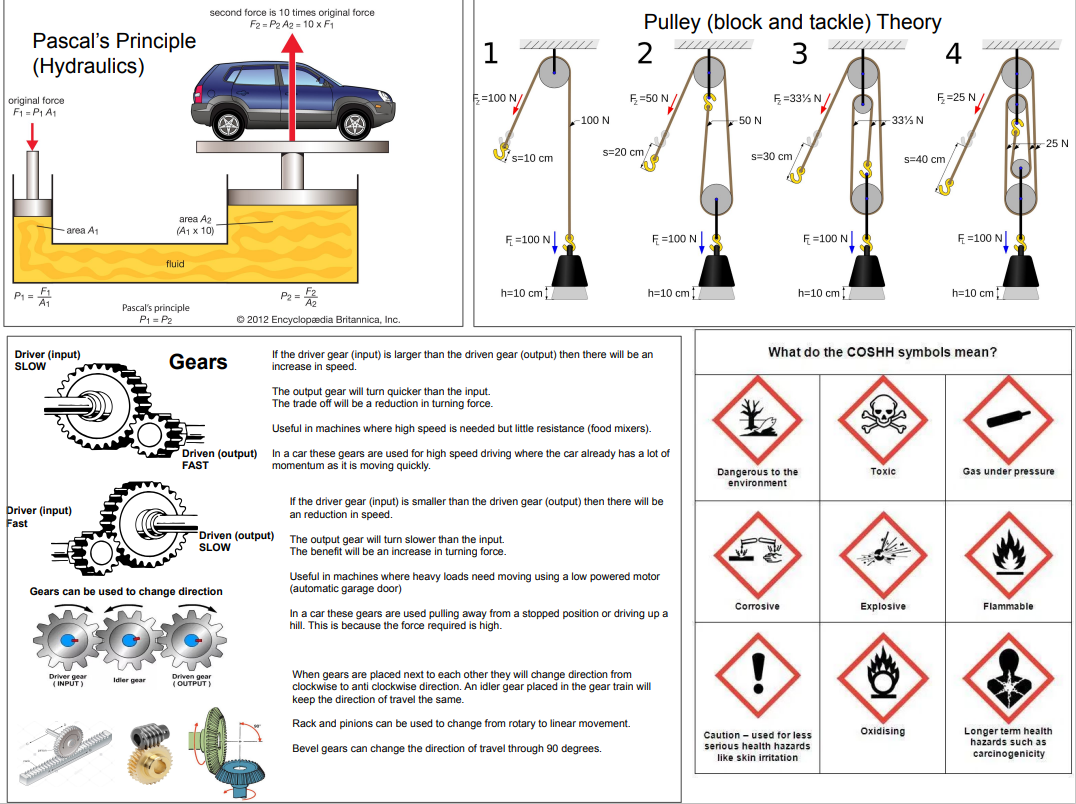 Pascal's Principle
(Hydraulics)
second force is 10 times original force
F2 = P2 A2 = 10 x F1
original force
F1 = P1 A1
area A1
area A2
(A1 x 10)
fluid
P1 = F1
A1
P2 = F2
A2
Pascal's principle
P1 = P2
© 2012 Encyclopædia Britannica, Inc.
Pulley (block and tackle) Theory
1
FZ=100 N
100 N
s=10 cm
FL=100 N
h=10 cm
2
FZ=50 N
50 N
s=20 cm
FL=100 N
h=10 cm
3
FZ=33⅓ N
33⅓ N
s=30 cm
FL=100 N
h=10 cm
4
FZ=25 N
25 N
s=40 cm
FL=100 N
h=10 cm
Gears
Driver (input)
SLOW
Driven (output)
FAST
If the driver gear (input) is larger than the driven gear (output) then there will be an
increase in speed.
The output gear will turn quicker than the input.
The trade off will be a reduction in turning force.
Useful in machines where high speed is needed but little resistance (food mixers).
In a car these gears are used for high speed driving where the car already has a lot of
momentum as it is moving quickly.
Driver (input)
Fast
Driven (output)
SLOW
If the driver gear (input) is smaller than the driven gear (output) then there will be
an reduction in speed.
The output gear will turn slower than the input.
The benefit will be an increase in turning force.
Useful in machines where heavy loads need moving using a low powered motor
(automatic garage door)
In a car these gears are used pulling away from a stopped position or driving up a
hill. This is because the force required is high.
Gears can be used to change direction
Driver gear
( INPUT )
Idler gear
Driven gear
( OUTPUT )
When gears are placed next to each other they will change direction from
clockwise to anti clockwise direction. An idler gear placed in the gear train will
keep the direction of travel the same.
Rack and pinions can be used to change from rotary to linear movement.
Bevel gears can change the direction of travel through 90 degrees.
90°
What do the COSHH symbols mean?
Dangerous to the
environment
Toxic
Gas under pressure
Corrosive
Explosive
Flammable
Caution – used for less
serious health hazards
like skin irritation
Oxidising
Longer term health
hazards such as
carcinogenicity